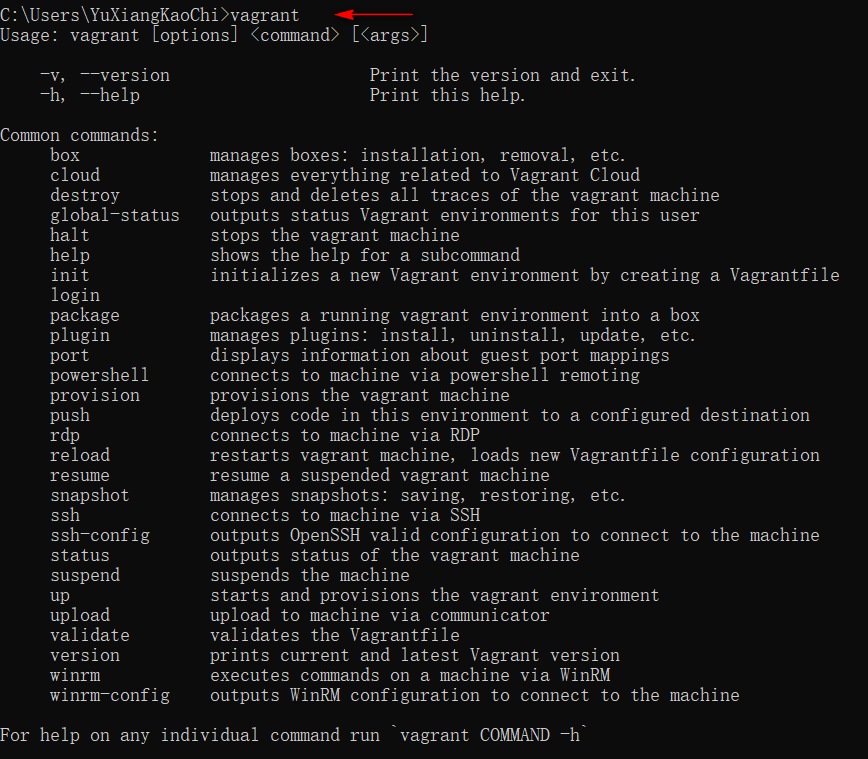 C:\Users\YuXiangKaoChi>vagrant
Usage: vagrant [options] <command> [<args>]
-v, --version                    Print the version and exit.
-h, --help                       Print this help.
Common commands:
box             manages boxes: installation, removal, etc.
cloud           manages everything related to Vagrant Cloud
destroy         stops and deletes all traces of the vagrant machine
global-status   outputs status Vagrant environments for this user
halt            stops the vagrant machine
help            shows the help for a subcommand
init            initializes a new Vagrant environment by creating a Vagrantfile
login
package         packages a running vagrant environment into a box
plugin          manages plugins: install, uninstall, update, etc.
port            displays information about guest port mappings
powershell      connects to machine via powershell remoting
provision       provisions the vagrant machine
push            deploys code in this environment to a configured destination
rdp             connects to machine via RDP
reload          restarts vagrant machine, loads new Vagrantfile configuration
resume          resume a suspended vagrant machine
snapshot        manages snapshots: saving, restoring, etc.
ssh             connects to machine via SSH
ssh-config      outputs OpenSSH valid configuration to connect to the machine
status          outputs status of the vagrant machine
suspend         suspends the machine
up              starts and provisions the vagrant environment
upload          upload to machine via communicator
validate        validates the Vagrantfile
version         prints current and latest Vagrant version
winrm           executes commands on a machine via WinRM
winrm-config    outputs WinRM configuration to connect to the machine
For help on any individual command run `vagrant COMMAND -h`